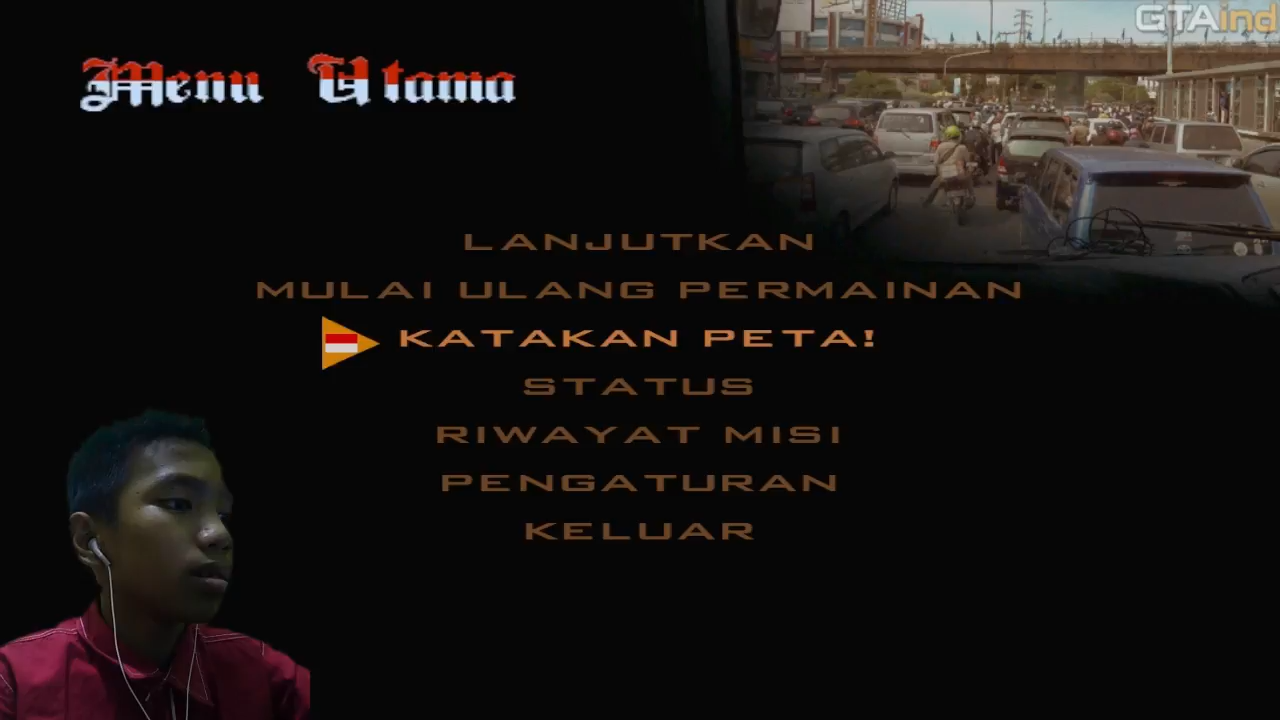 GTAind
Menu Utama
LANJUTKAN
MULAI ULANG PERMAINAN
KATAKAN PETA!
STATUS
RIWAYAT MISI
PENGATURAN
KELUAR